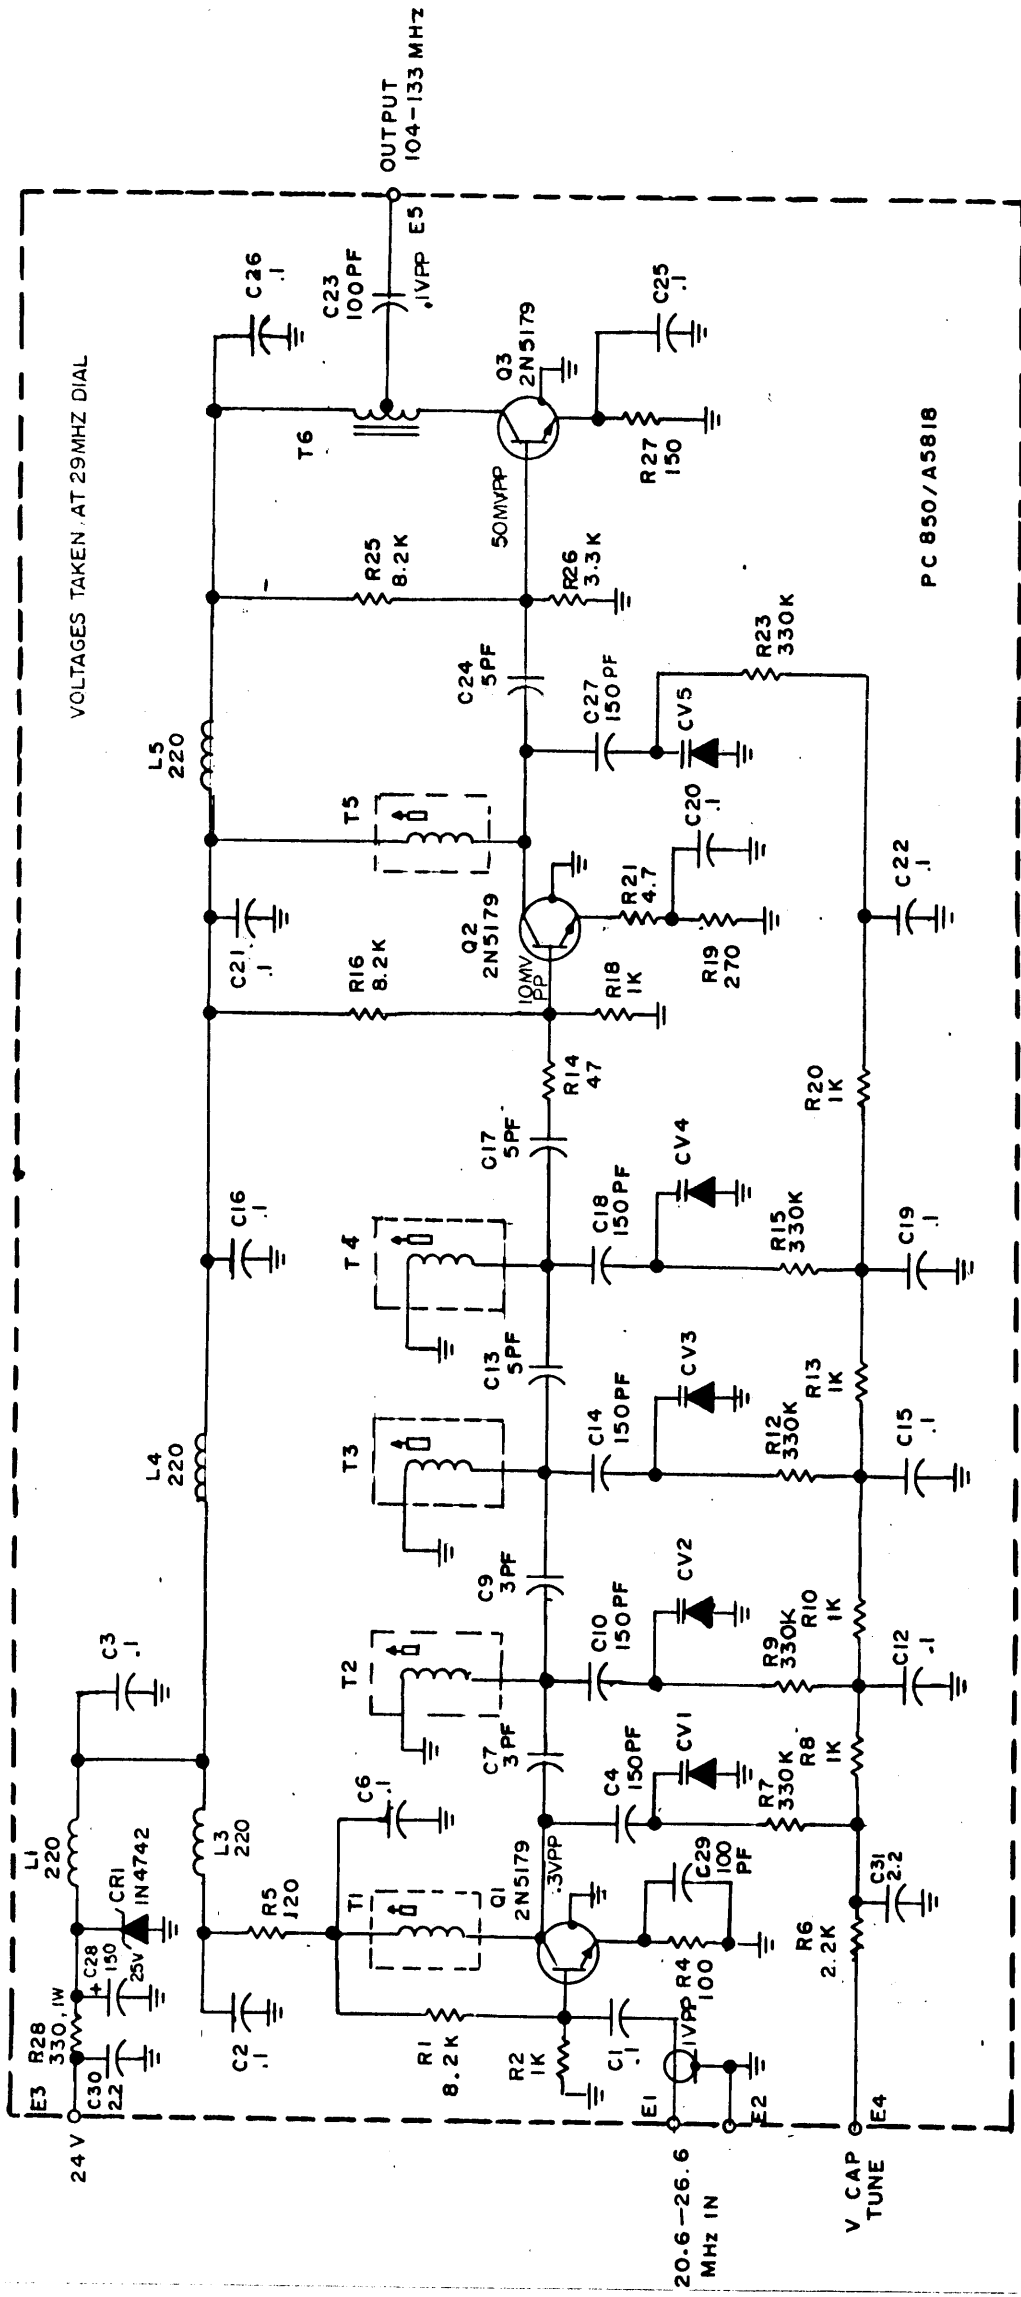 VOLTAGES TAKEN AT 29MHZ DIAL
24 V
E3
R28
330, 1W
C30
2.2
+ C28
150
25V
CR1
1N4742
L1
220
C3
.1
C2
.1
L3
220
L4
220
C16
.1
C21
.1
L5
220
C26
.1
R5
120
C6
.1
T1
T2
T3
T4
T5
T6
R1
8.2K
R2
1K
C1
.1
Q1
2N5179
.3VPP
C7
3PF
C9
3PF
C13
5PF
C17
5PF
R14
47
R16
8.2K
10MV
PP
Q2
2N5179
R18
1K
R21
4.7
R19
270
C20
.1
C24
5PF
R25
8.2K
R26
3.3K
50MVPP
Q3
2N5179
R27
150
C25
.1
C23
100PF
.1VPP
E5
OUTPUT
104-133 MHz
20.6-26.6
MHz IN
E1
E2
1VPP
R4
100
C29
100
PF
C4
150PF
CV1
R7
330K
C10
150PF
CV2
R9
330K
C14
150PF
CV3
R12
330K
C18
150PF
CV4
R15
330K
C27
150PF
CV5
R23
330K
V CAP
TUNE
E4
R6
2.2K
C31
2.2
R8
1K
C12
.1
R10
1K
C15
.1
R13
1K
C19
.1
R20
1K
C22
.1
PC 850/A5818